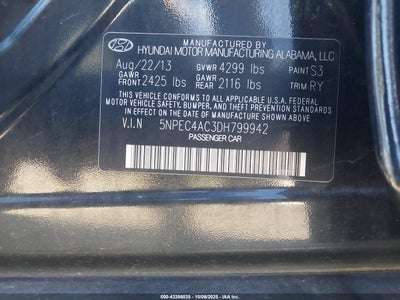 MANUFACTURED BY
HYUNDAI MOTOR MANUFACTURING ALABAMA, LLC
Aug/22/13 GVWR 4299 lbs PAINT S3
GAWR FRONT 2425 lbs GAWR REAR 2116 lbs TRIM RY
THIS VEHICLE CONFORMS TO ALL APPLICABLE
FEDERAL MOTOR VEHICLE SAFETY, BUMPER, AND
THEFT PREVENTION STANDARDS IN EFFECT ON THE
DATE OF MANUFACTURE SHOWN ABOVE.
V.I.N 5NPEC4AC3DH799942
PASSENGER CAR
000-43398035 - 10/08/2025 - IAA Inc.